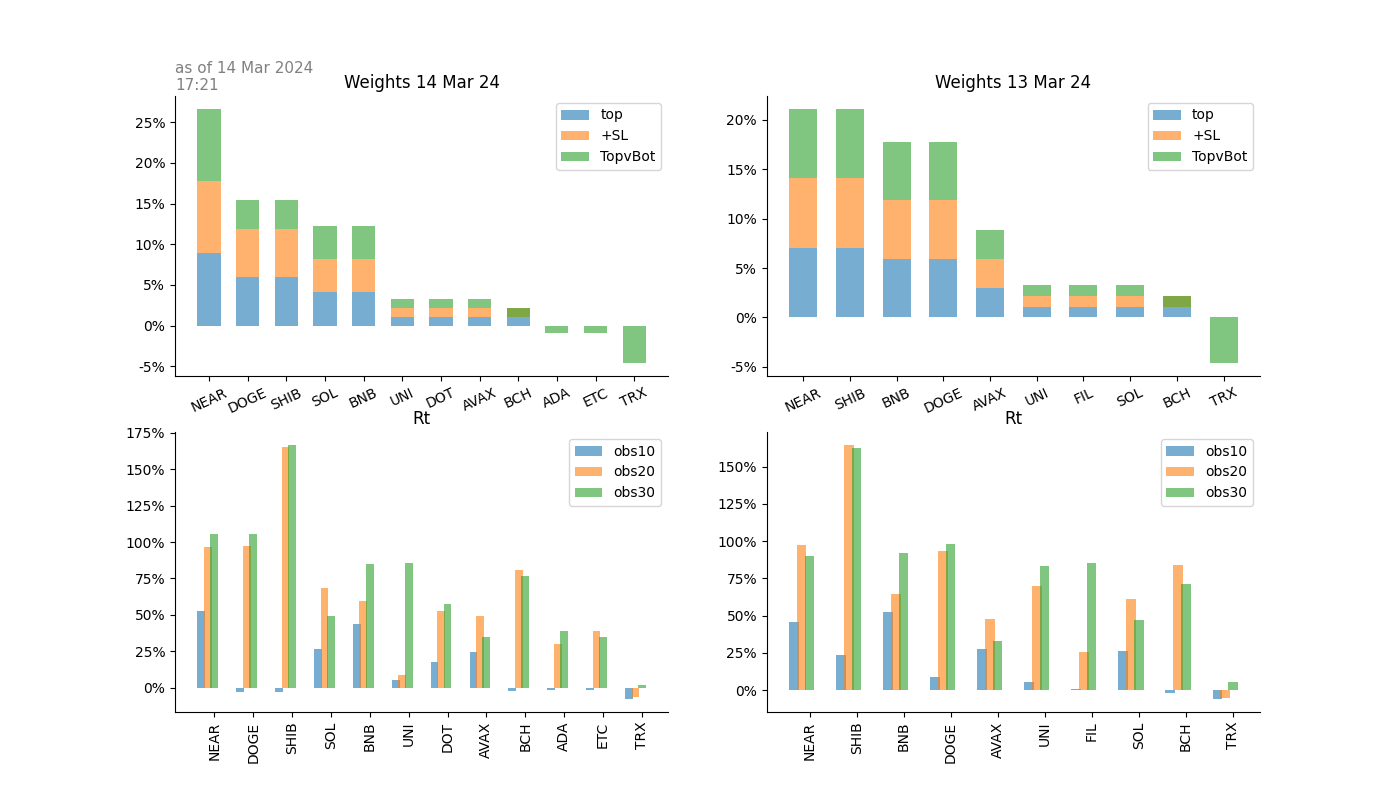 as of 14 Mar 2024
17:21
Weights 14 Mar 24
25%
20%
15%
10%
5%
0%
-5%
top
+SL
TopvBot
NEAR DOGE SHIB SOL BNB UNI DOT AVAX BCH ADA ETC TRX
Weights 13 Mar 24
20%
15%
10%
5%
0%
-5%
top
+SL
TopvBot
NEAR SHIB BNB DOGE AVAX UNI FIL SOL BCH TRX
Rt
175%
150%
125%
100%
75%
50%
25%
0%
obs10
obs20
obs30
NEAR DOGE SHIB SOL BNB UNI DOT AVAX BCH ADA ETC TRX
Rt
150%
125%
100%
75%
50%
25%
0%
obs10
obs20
obs30
NEAR SHIB BNB DOGE AVAX UNI FIL SOL BCH TRX